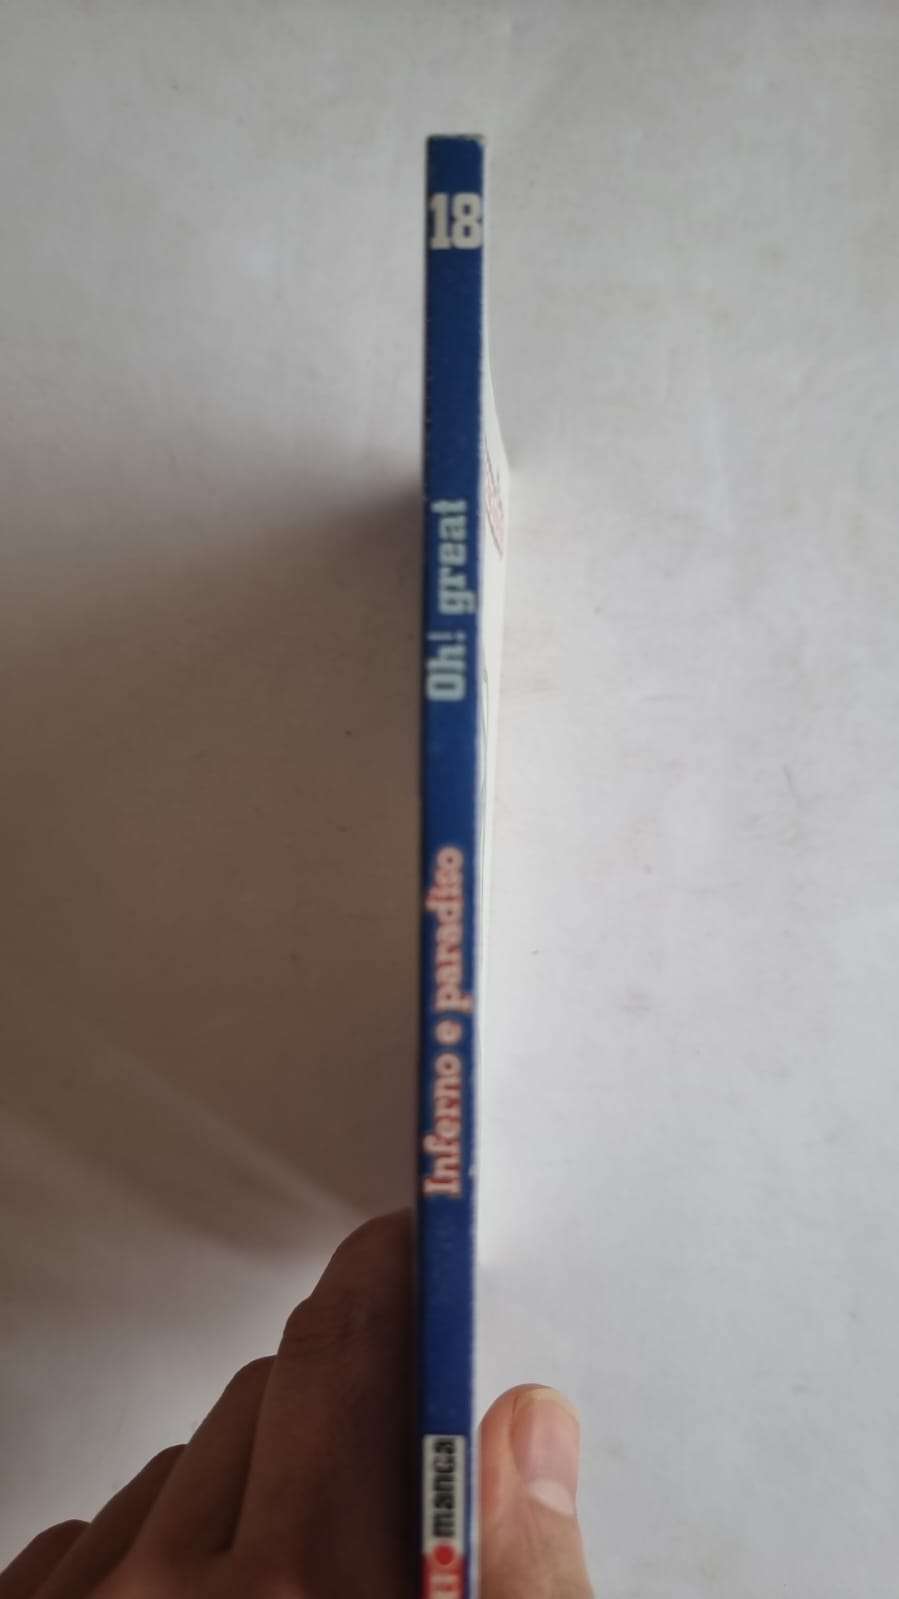 18
Oh! great
Inferno e paradiso
manga